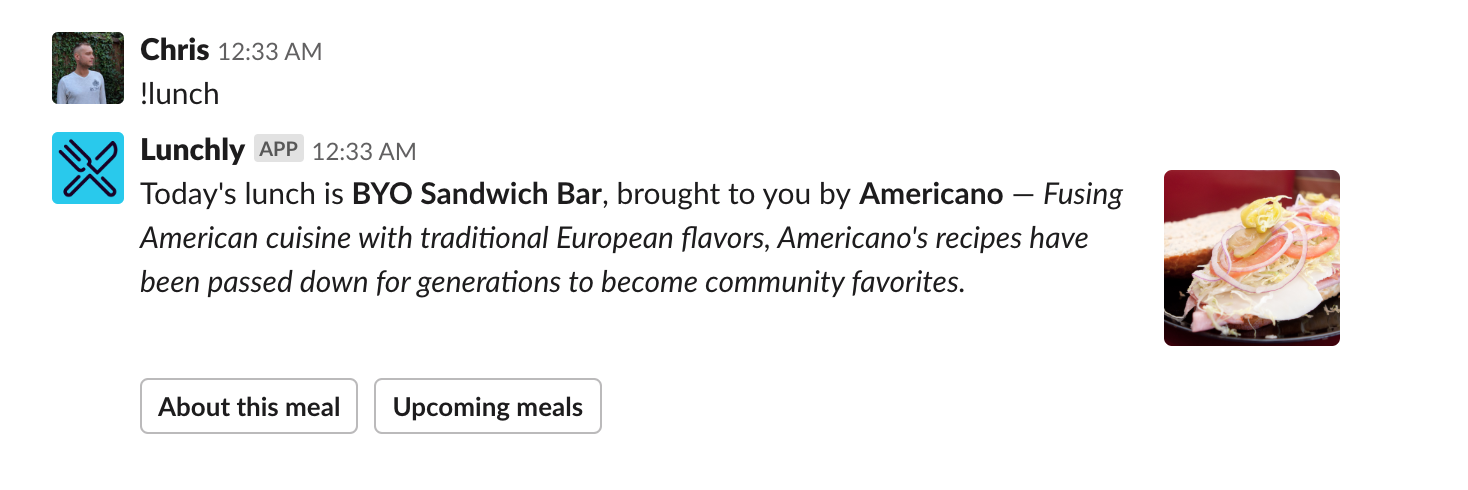 Chris 12:33 AM
!lunch
Lunchly APP 12:33 AM
Today's lunch is BYO Sandwich Bar, brought to you by Americano — Fusing
American cuisine with traditional European flavors, Americano's recipes have
been passed down for generations to become community favorites.
About this meal Upcoming meals